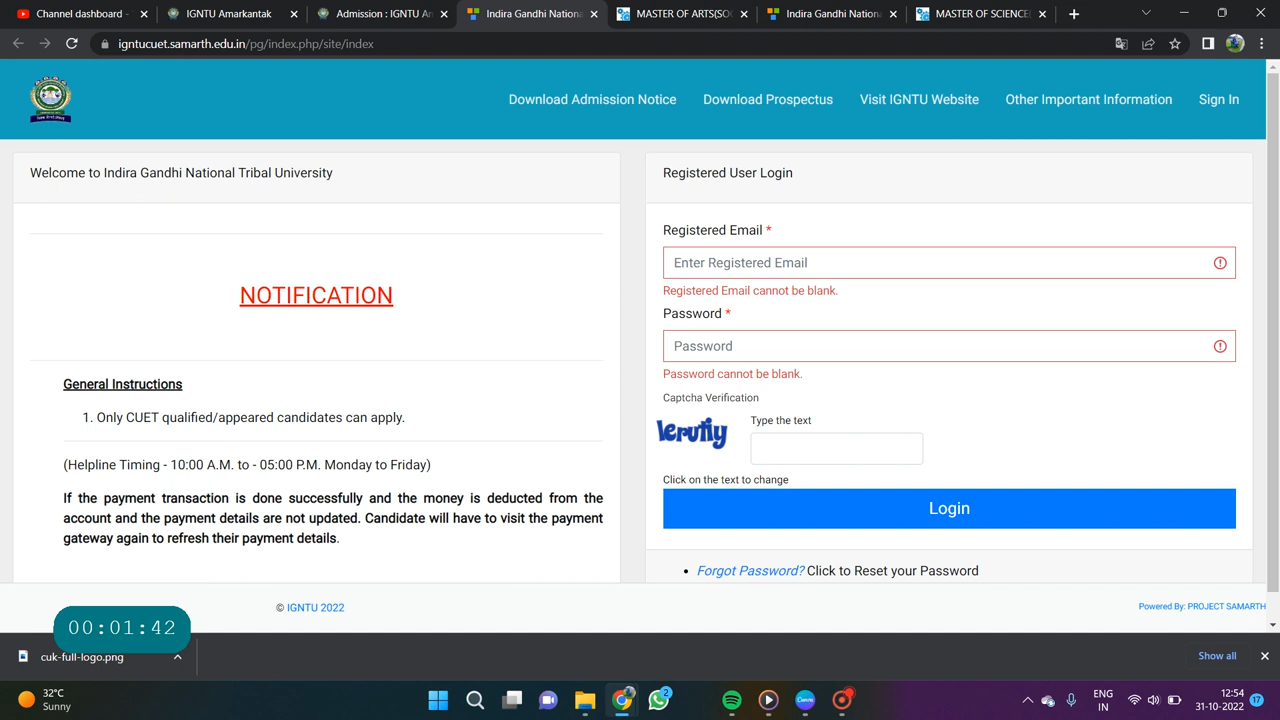 Channel dashboard -
IGNTU Amarkantak
Admission : IGNTU An
Indira Gandhi Nationa
MASTER OF ARTS(SOC
Indira Gandhi Nationa
MASTER OF SCIENCE(
igntucuet.samarth.edu.in/pg/index.php/site/index
Download Admission Notice
Download Prospectus
Visit IGNTU Website
Other Important Information
Sign In
Welcome to Indira Gandhi National Tribal University
NOTIFICATION
General Instructions
1. Only CUET qualified/appeared candidates can apply.
(Helpline Timing - 10:00 A.M. to - 05:00 P.M. Monday to Friday)
If the payment transaction is done successfully and the money is deducted from the
account and the payment details are not updated. Candidate will have to visit the payment
gateway again to refresh their payment details.
Registered User Login
Registered Email *
Enter Registered Email
Registered Email cannot be blank.
Password *
Password
Password cannot be blank.
Captcha Verification
Type the text
Click on the text to change
Login
• Forgot Password? Click to Reset your Password
© IGNTU 2022
Powered By: PROJECT SAMARTH
00:01:42
cuk-full-logo.png
Show all
32°C
Sunny
2
ENG
IN
12:54
31-10-2022
17